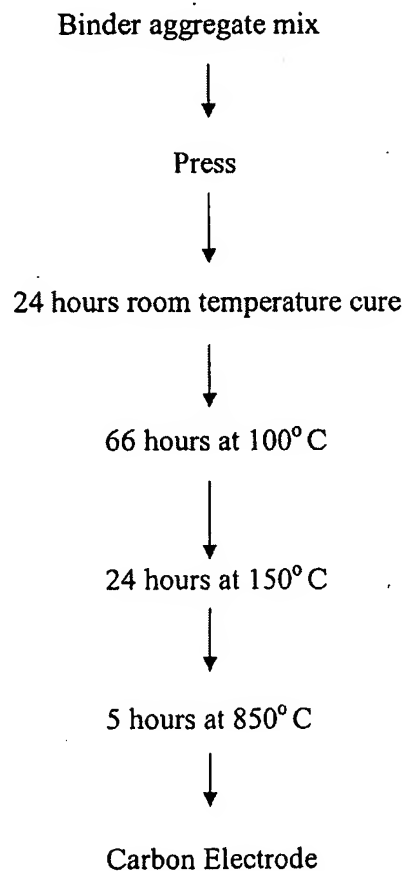 Binder aggregate mix
Press
24 hours room temperature cure
66 hours at 100° C
24 hours at 150° C
5 hours at 850° C
Carbon Electrode